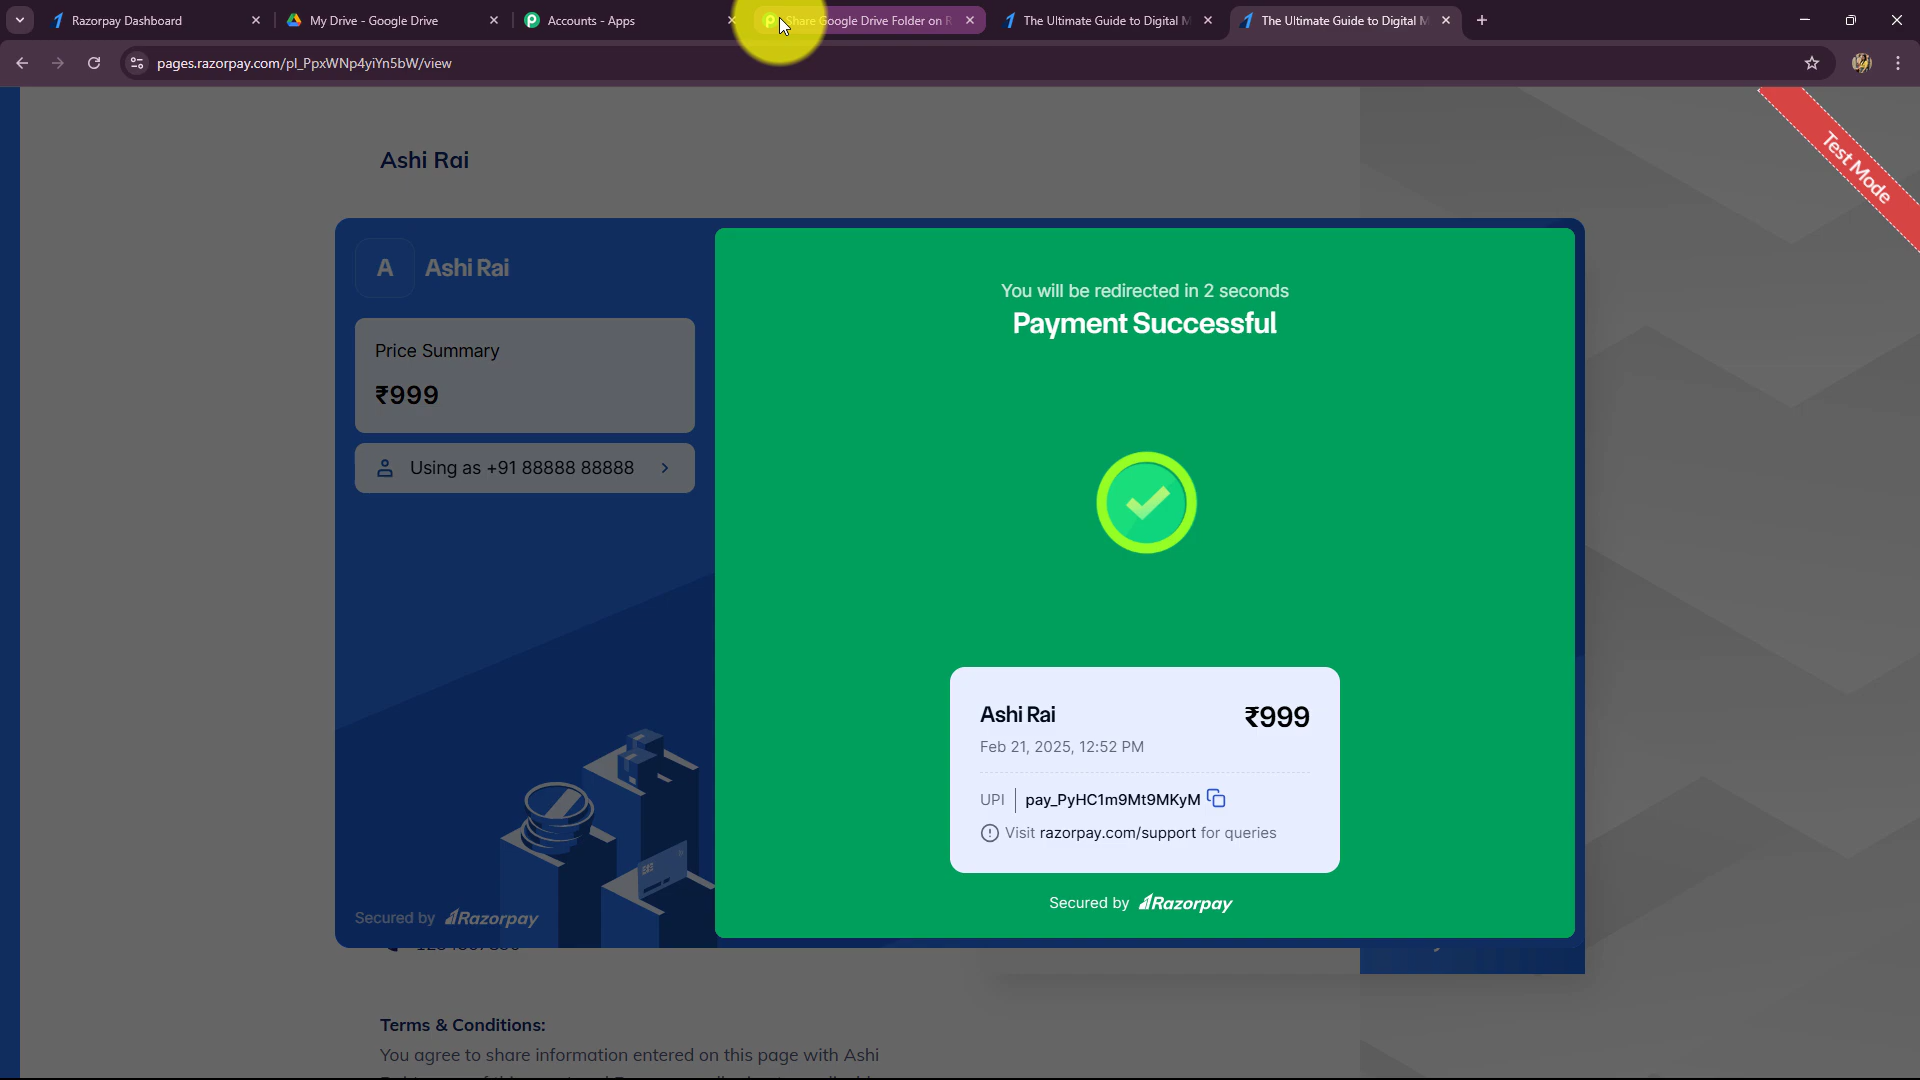 Razorpay Dashboard
My Drive - Google Drive
Accounts - Apps
Share Google Drive Folder on R
The Ultimate Guide to Digital M
The Ultimate Guide to Digital M
pages.razorpay.com/pl_PpxWNp4yiYn5bW/view
Test Mode
Ashi Rai
A
Ashi Rai
Price Summary
₹999
Using as +91 88888 88888
Secured by Razorpay
You will be redirected in 2 seconds
Payment Successful
Ashi Rai
₹999
Feb 21, 2025, 12:52 PM
UPI
pay_PyHC1m9Mt9MKyM
Visit razorpay.com/support for queries
Secured by Razorpay
Terms & Conditions:
You agree to share information entered on this page with Ashi